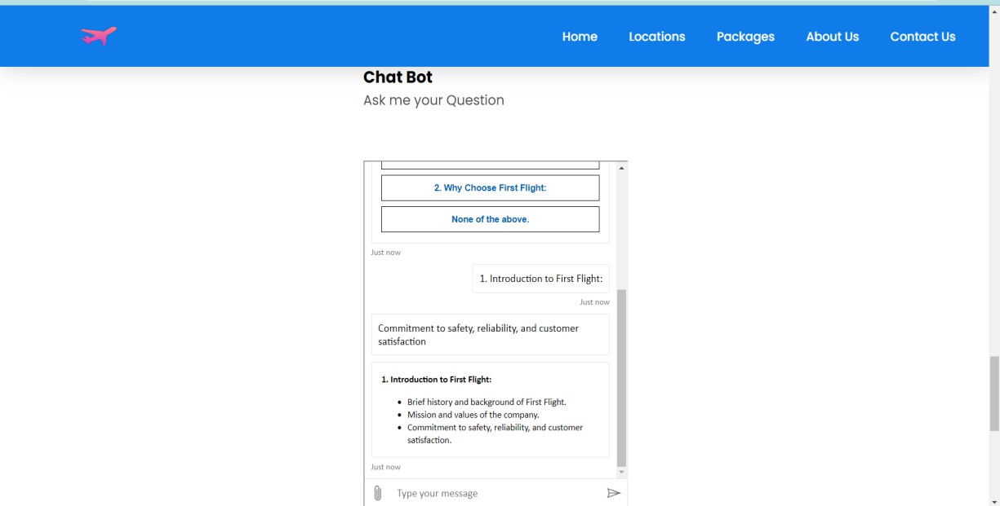 Home Locations Packages About Us Contact Us
Chat Bot
Ask me your Question
2. Why Choose First Flight:
None of the above.
Just now
1. Introduction to First Flight:
Just now
Commitment to safety, reliability, and customer
satisfaction
1. Introduction to First Flight:
• Brief history and background of First Flight.
• Mission and values of the company.
• Commitment to safety, reliability, and customer
satisfaction.
Just now
Type your message